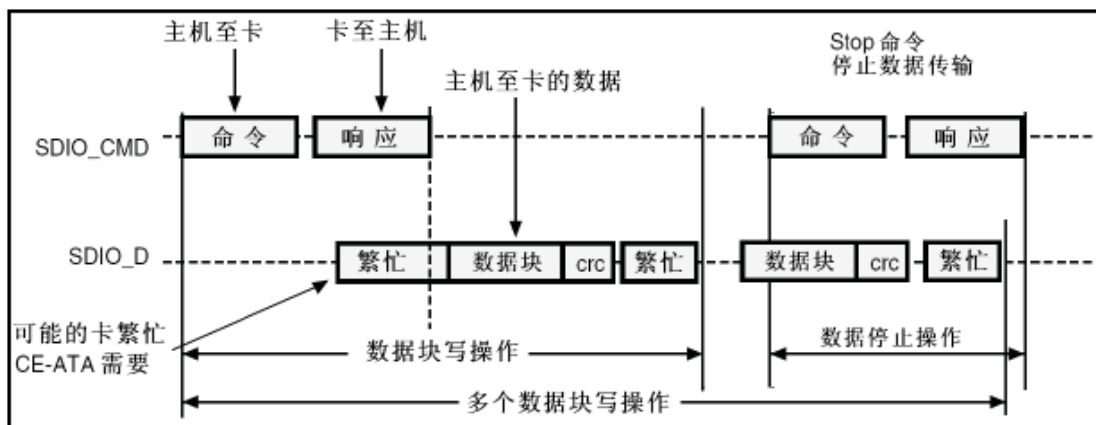 主机至卡
卡至主机
Stop 命令
停止数据传输
主机至卡的数据
SDIO_CMD
命令
响应
命令
响应
SDIO_D
繁忙
数据块
crc
繁忙
数据块
crc
繁忙
可能的卡繁忙
CE-ATA 需要
数据块写操作
数据停止操作
多个数据块写操作